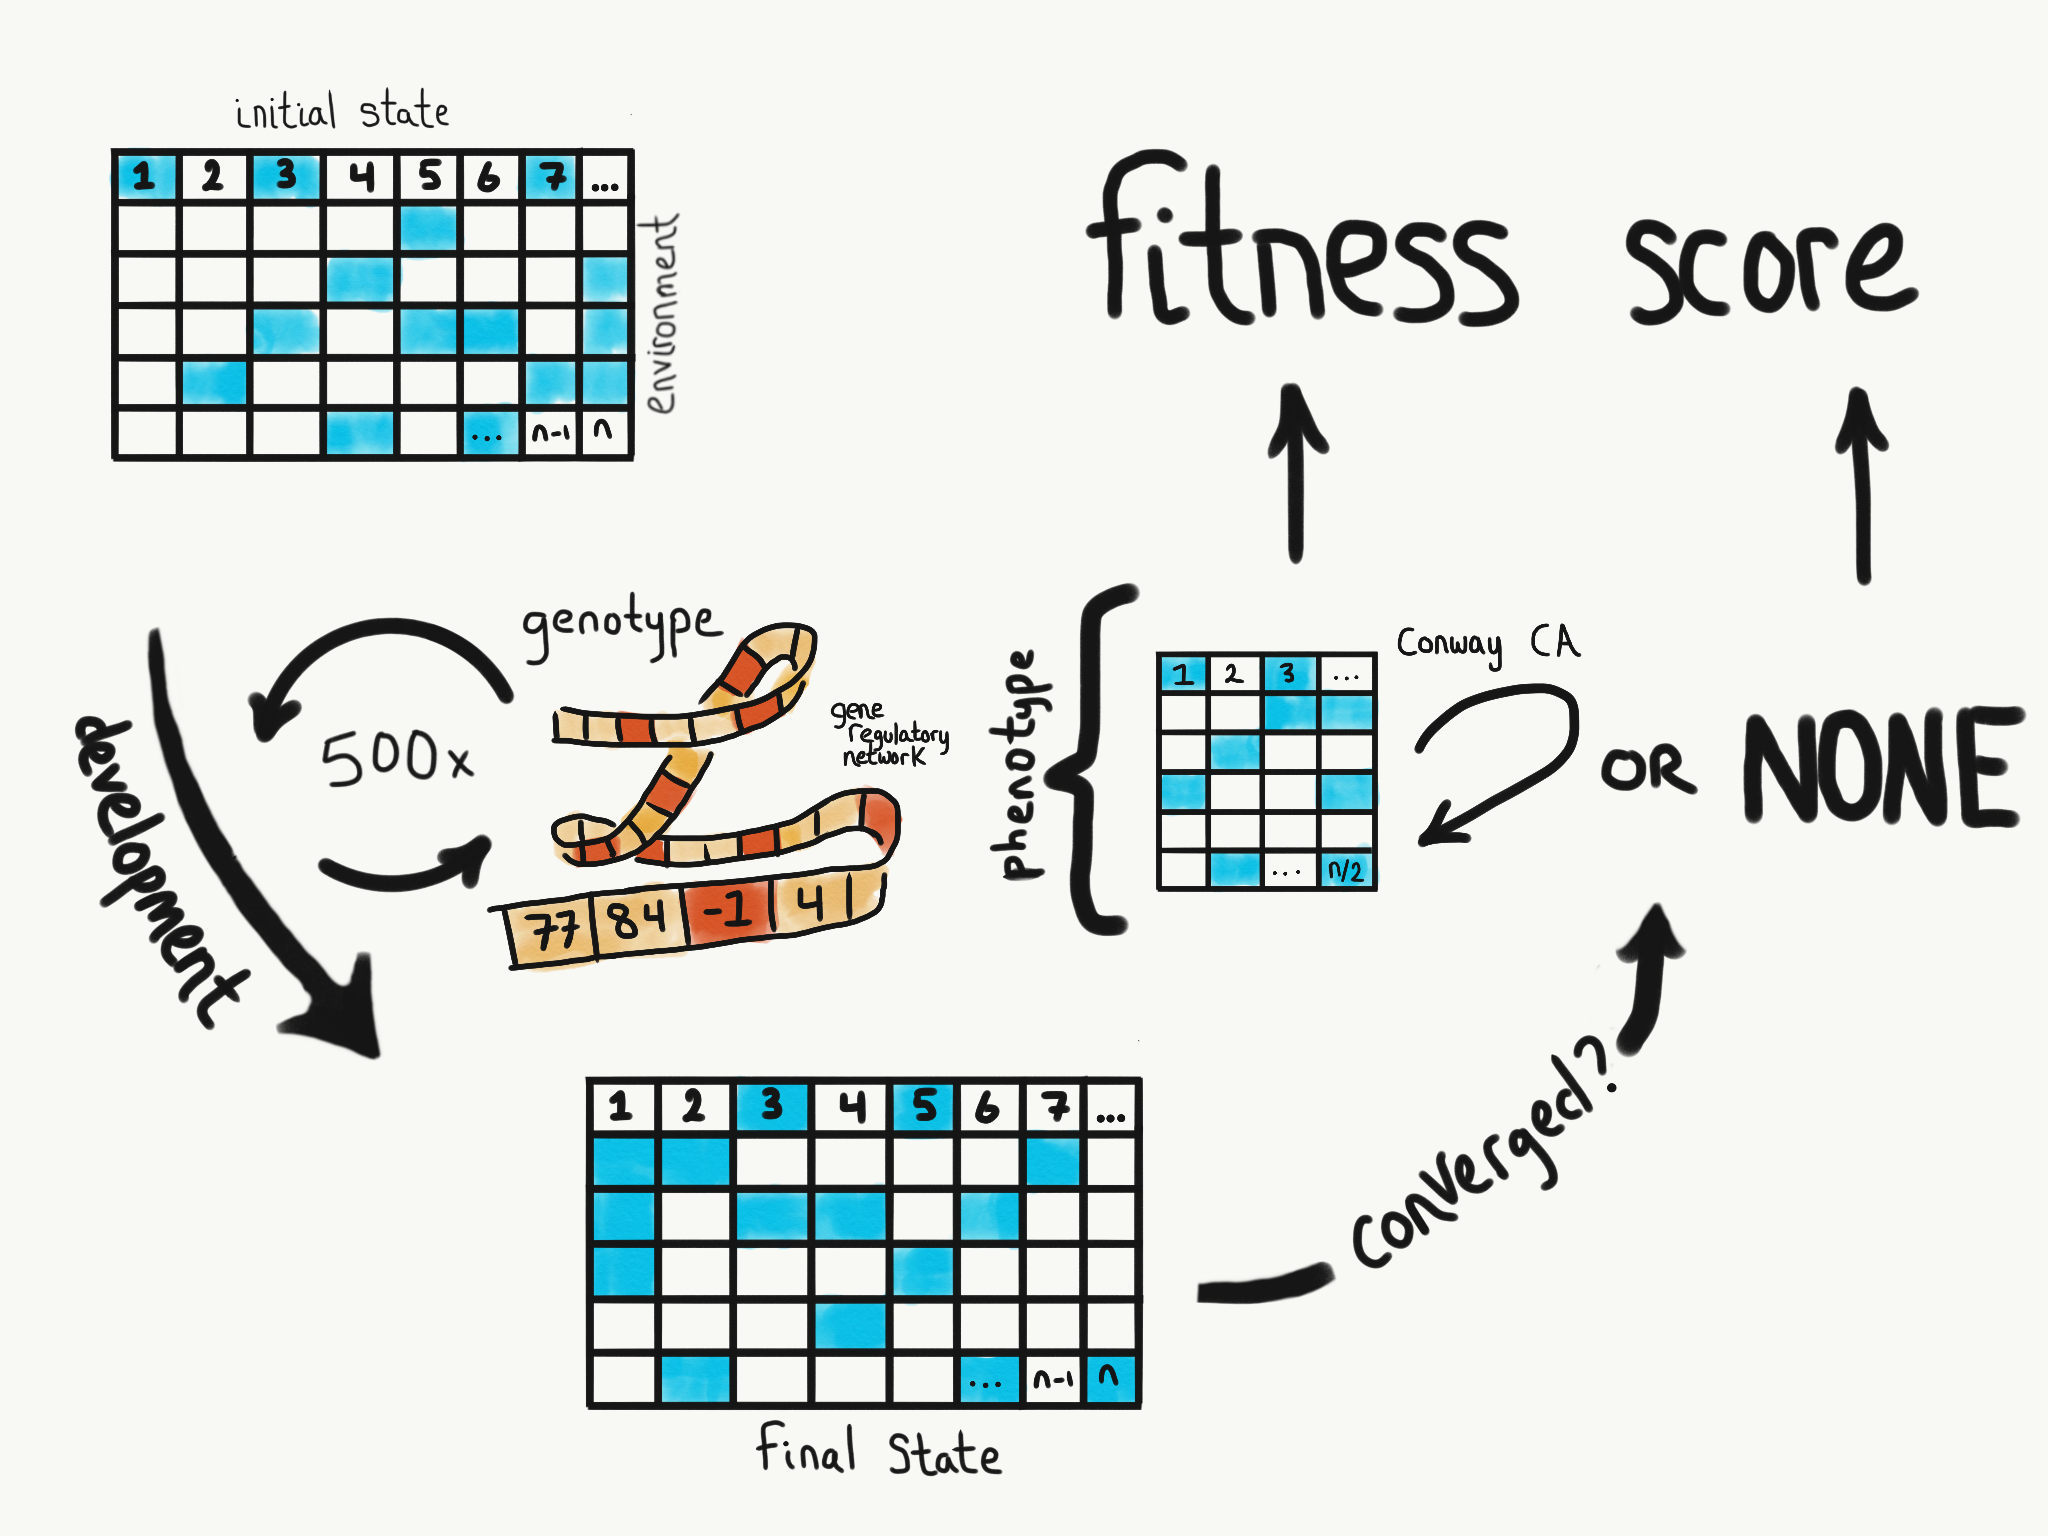 initial state
1 2 3 4 5 6 7 ...
... n-1 n
environment
fitness score
development
500x
genotype
gene
regulatory
network
77 84 -1 4
phenotype
1 2 3 ...
... n/2
Conway CA
OR NONE
converged?
1 2 3 4 5 6 7 ...
... n-1 n
final state